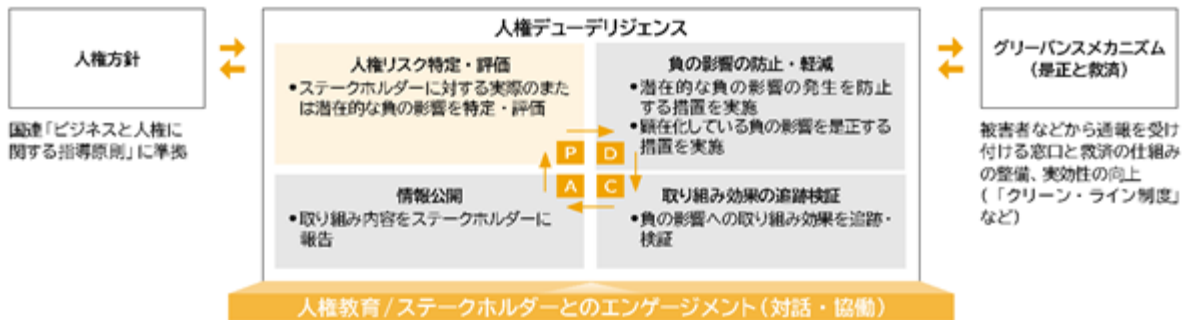 人権方針
国連「ビジネスと人権に
関する指導原則」に準拠
人権デューデリジェンス
人権リスク特定・評価
●ステークホルダーに対する実際のまた
は潜在的な負の影響を特定・評価
負の影響の防止・軽減
●潜在的な負の影響の発生を防止
する措置を実施
●顕在化している負の影響を是正する
措置を実施
P
D
A
C
情報公開
●取り組み内容をステークホルダーに
報告
取り組み効果の追跡検証
●負の影響への取り組み効果を追跡・
検証
グリーバンスメカニズム
(是正と救済)
被害者などから通報を受け
付ける窓口と救済の仕組み
の整備、実効性の向上
(「クリーン・ライン制度」
など)
人権教育/ステークホルダーとのエンゲージメント(対話・協働)